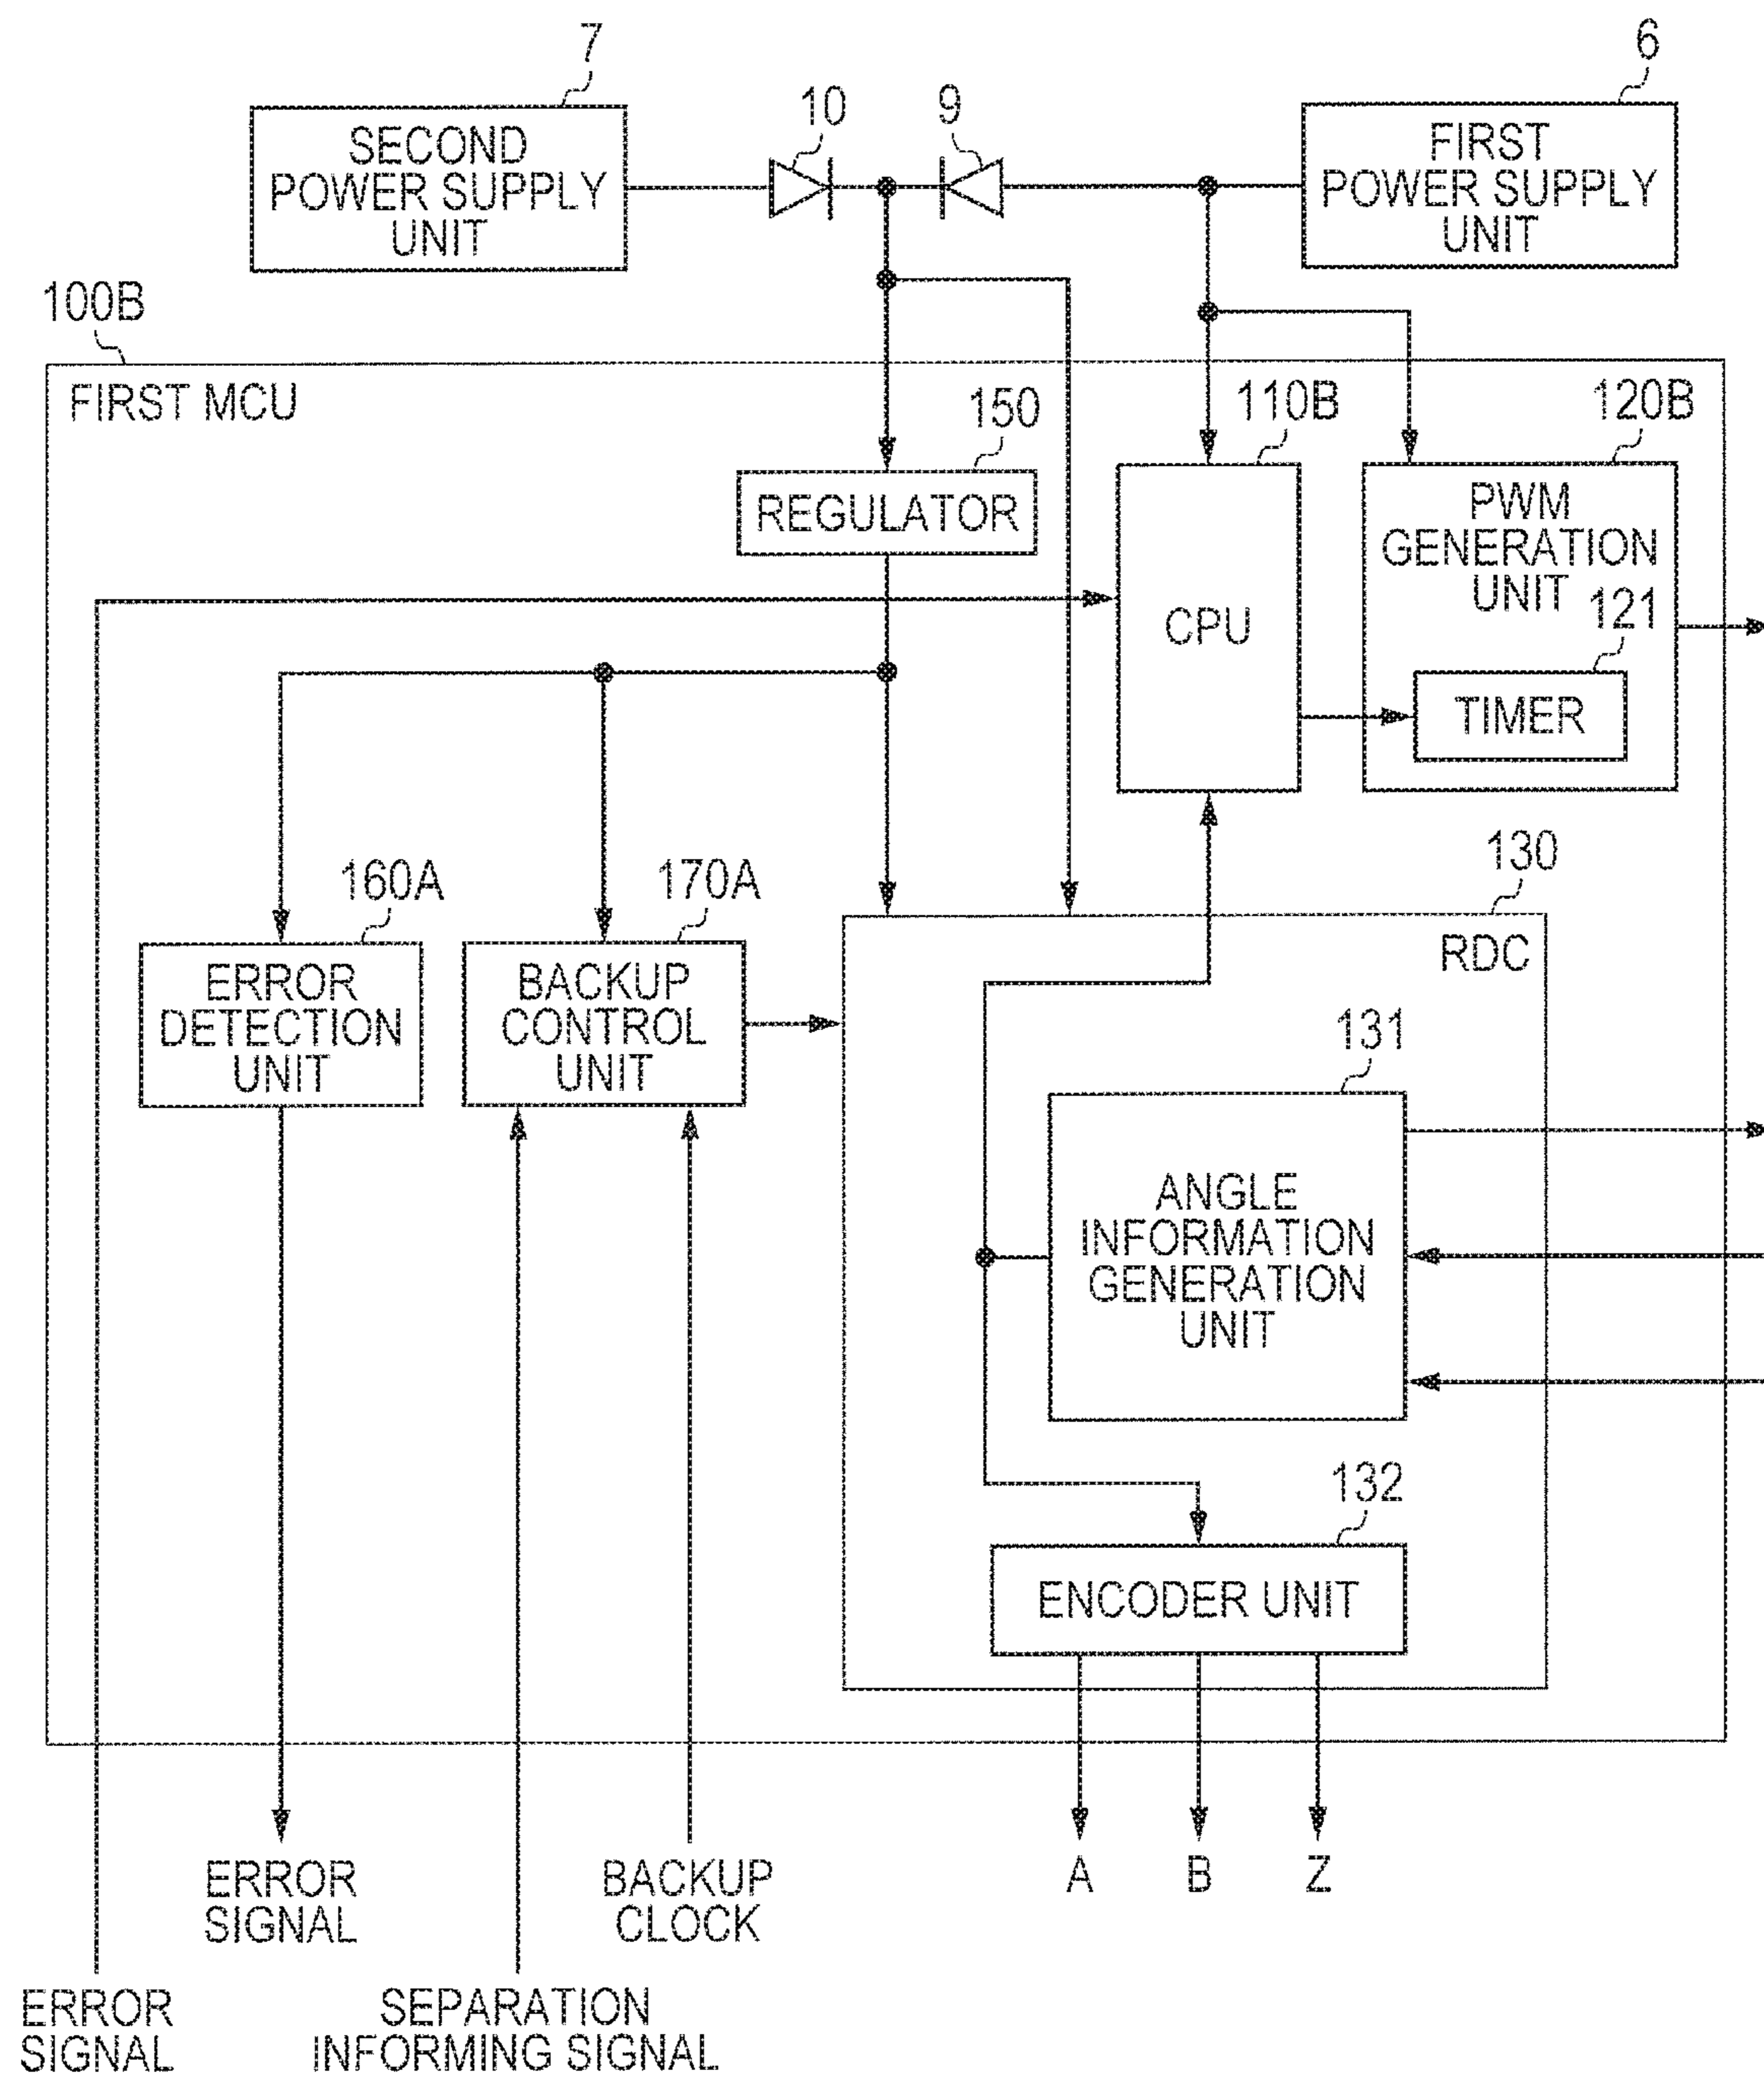 7
10
9
6
SECOND
POWER SUPPLY
UNIT
FIRST
POWER SUPPLY
UNIT
100B
FIRST MCU
150
110B
120B
REGULATOR
CPU
PWM
GENERATION
UNIT
121
TIMER
160A
170A
130
ERROR
DETECTION
UNIT
BACKUP
CONTROL
UNIT
RDC
131
ANGLE
INFORMATION
GENERATION
UNIT
132
ENCODER UNIT
ERROR
SIGNAL
BACKUP
CLOCK
A
B
Z
ERROR
SIGNAL
SEPARATION
INFORMING SIGNAL